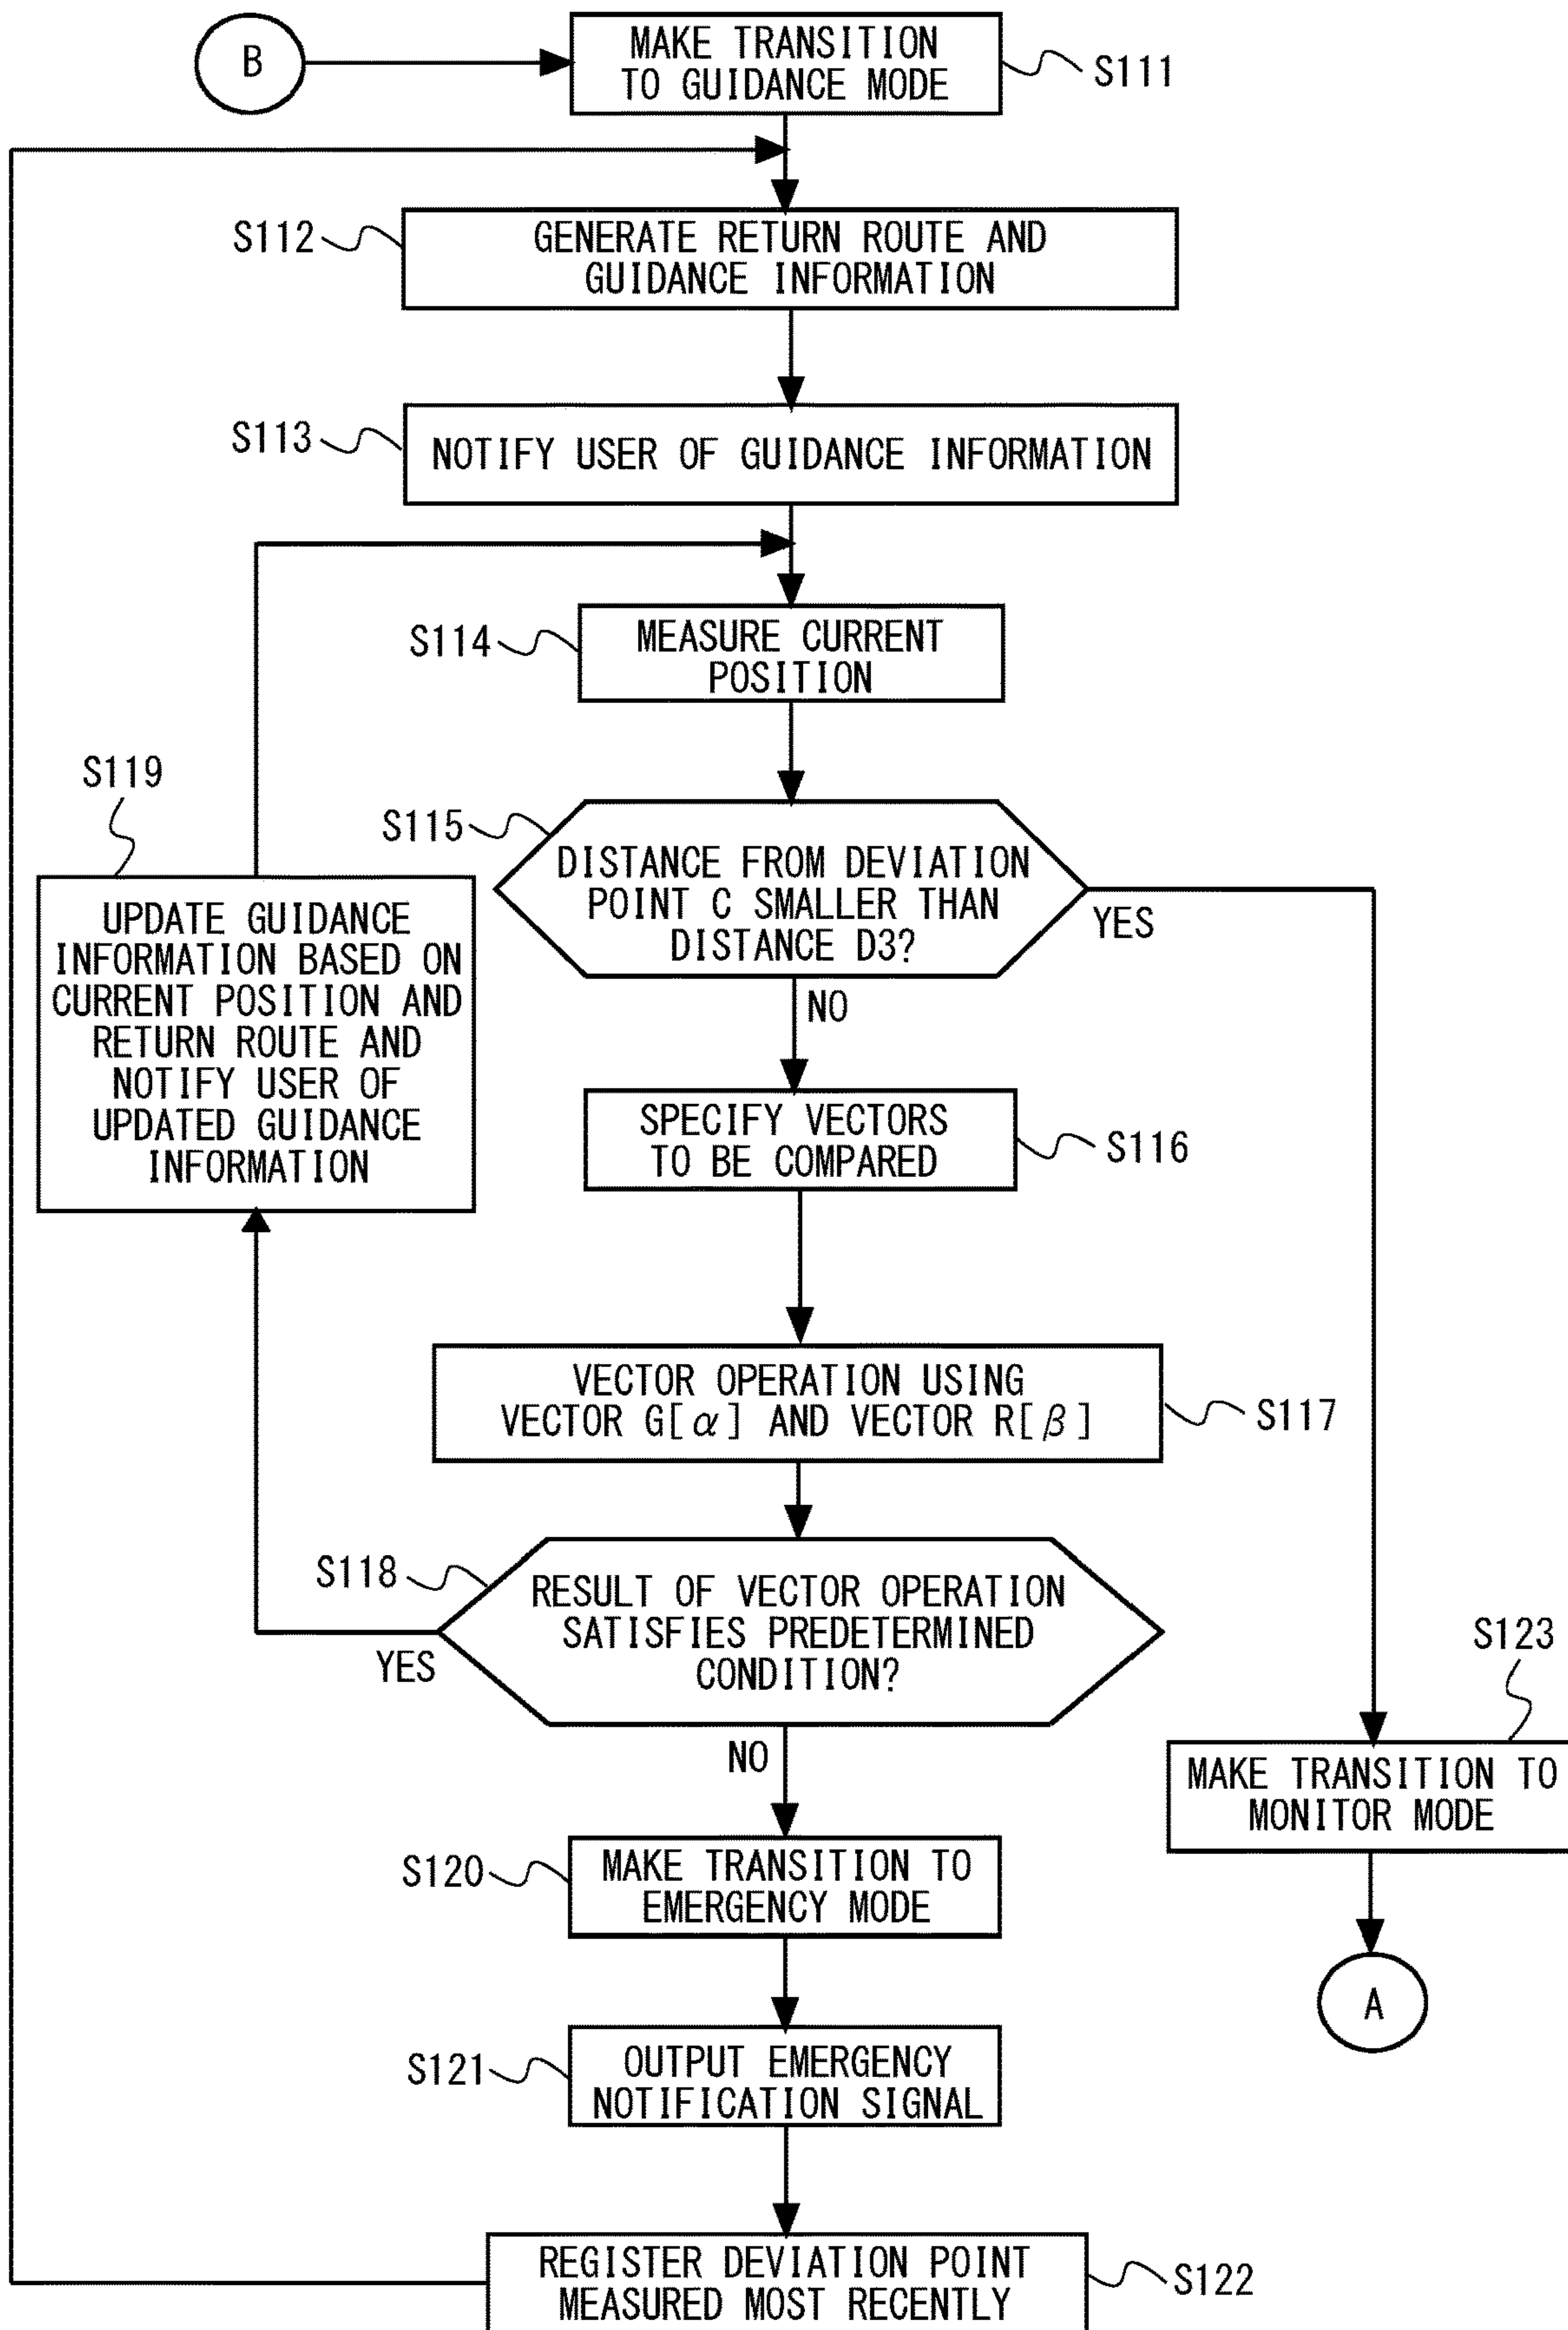 B
MAKE TRANSITION
TO GUIDANCE MODE
S111
S112
GENERATE RETURN ROUTE AND
GUIDANCE INFORMATION
S113
NOTIFY USER OF GUIDANCE INFORMATION
S114
MEASURE CURRENT
POSITION
S119
UPDATE GUIDANCE
INFORMATION BASED ON
CURRENT POSITION AND
RETURN ROUTE AND
NOTIFY USER OF
UPDATED GUIDANCE
INFORMATION
S115
DISTANCE FROM DEVIATION
POINT C SMALLER THAN
DISTANCE D3?
YES
NO
SPECIFY VECTORS
TO BE COMPARED
S116
VECTOR OPERATION USING
VECTOR G[α] AND VECTOR R[β]
S117
S118
RESULT OF VECTOR OPERATION
SATISFIES PREDETERMINED
CONDITION?
YES
NO
S123
MAKE TRANSITION TO
MONITOR MODE
S120
MAKE TRANSITION TO
EMERGENCY MODE
A
S121
OUTPUT EMERGENCY
NOTIFICATION SIGNAL
REGISTER DEVIATION POINT
MEASURED MOST RECENTLY
S122